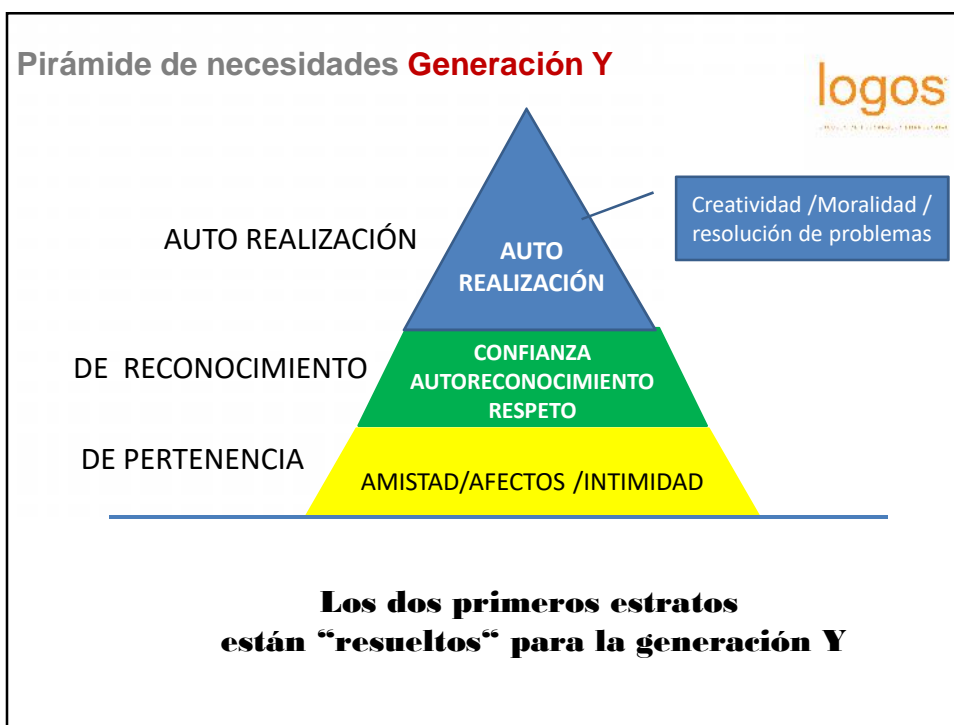 Pirámide de necesidades Generación Y
logos
AUTO REALIZACIÓN
AUTO
REALIZACIÓN
Creatividad /Moralidad /
resolución de problemas
DE  RECONOCIMIENTO
CONFIANZA
AUTORECONOCIMIENTO
RESPETO
DE PERTENENCIA
AMISTAD/AFECTOS /INTIMIDAD
Los dos primeros estratos
están “resueltos“ para la generación Y